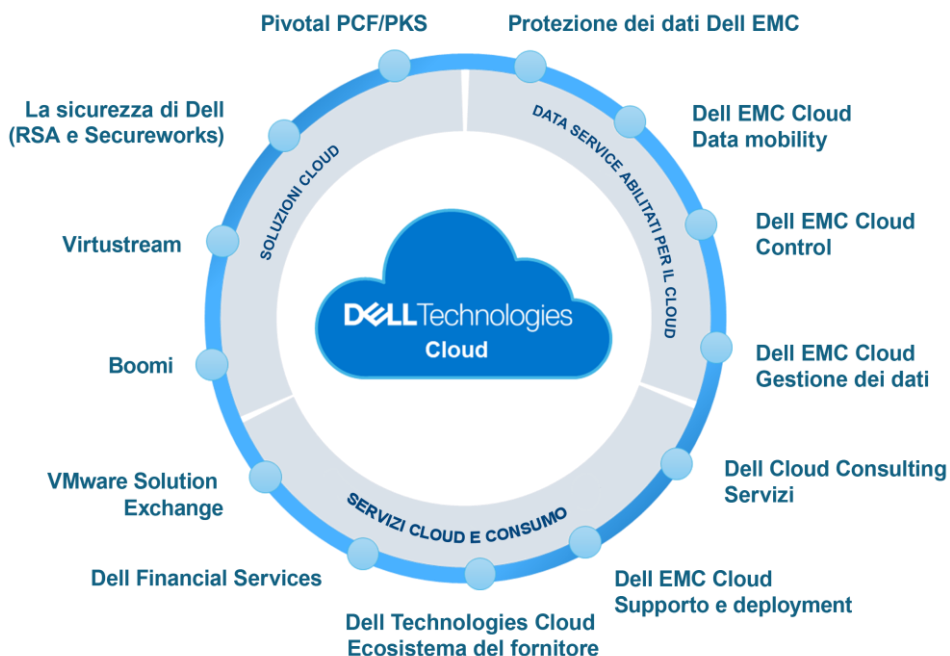 Pivotal PCF/PKS
Protezione dei dati Dell EMC
La sicurezza di Dell
(RSA e Secureworks)
Dell EMC Cloud
Data mobility
SOLUZIONI CLOUD
DATA SERVICE ABILITATI PER IL CLOUD
Virtustream
Dell EMC Cloud
Control
DELLTechnologies
Cloud
Boomi
Dell EMC Cloud
Gestione dei dati
VMware Solution
Exchange
Dell Cloud Consulting
Servizi
SERVIZI CLOUD E CONSUMO
Dell Financial Services
Dell EMC Cloud
Supporto e deployment
Dell Technologies Cloud
Ecosistema del fornitore